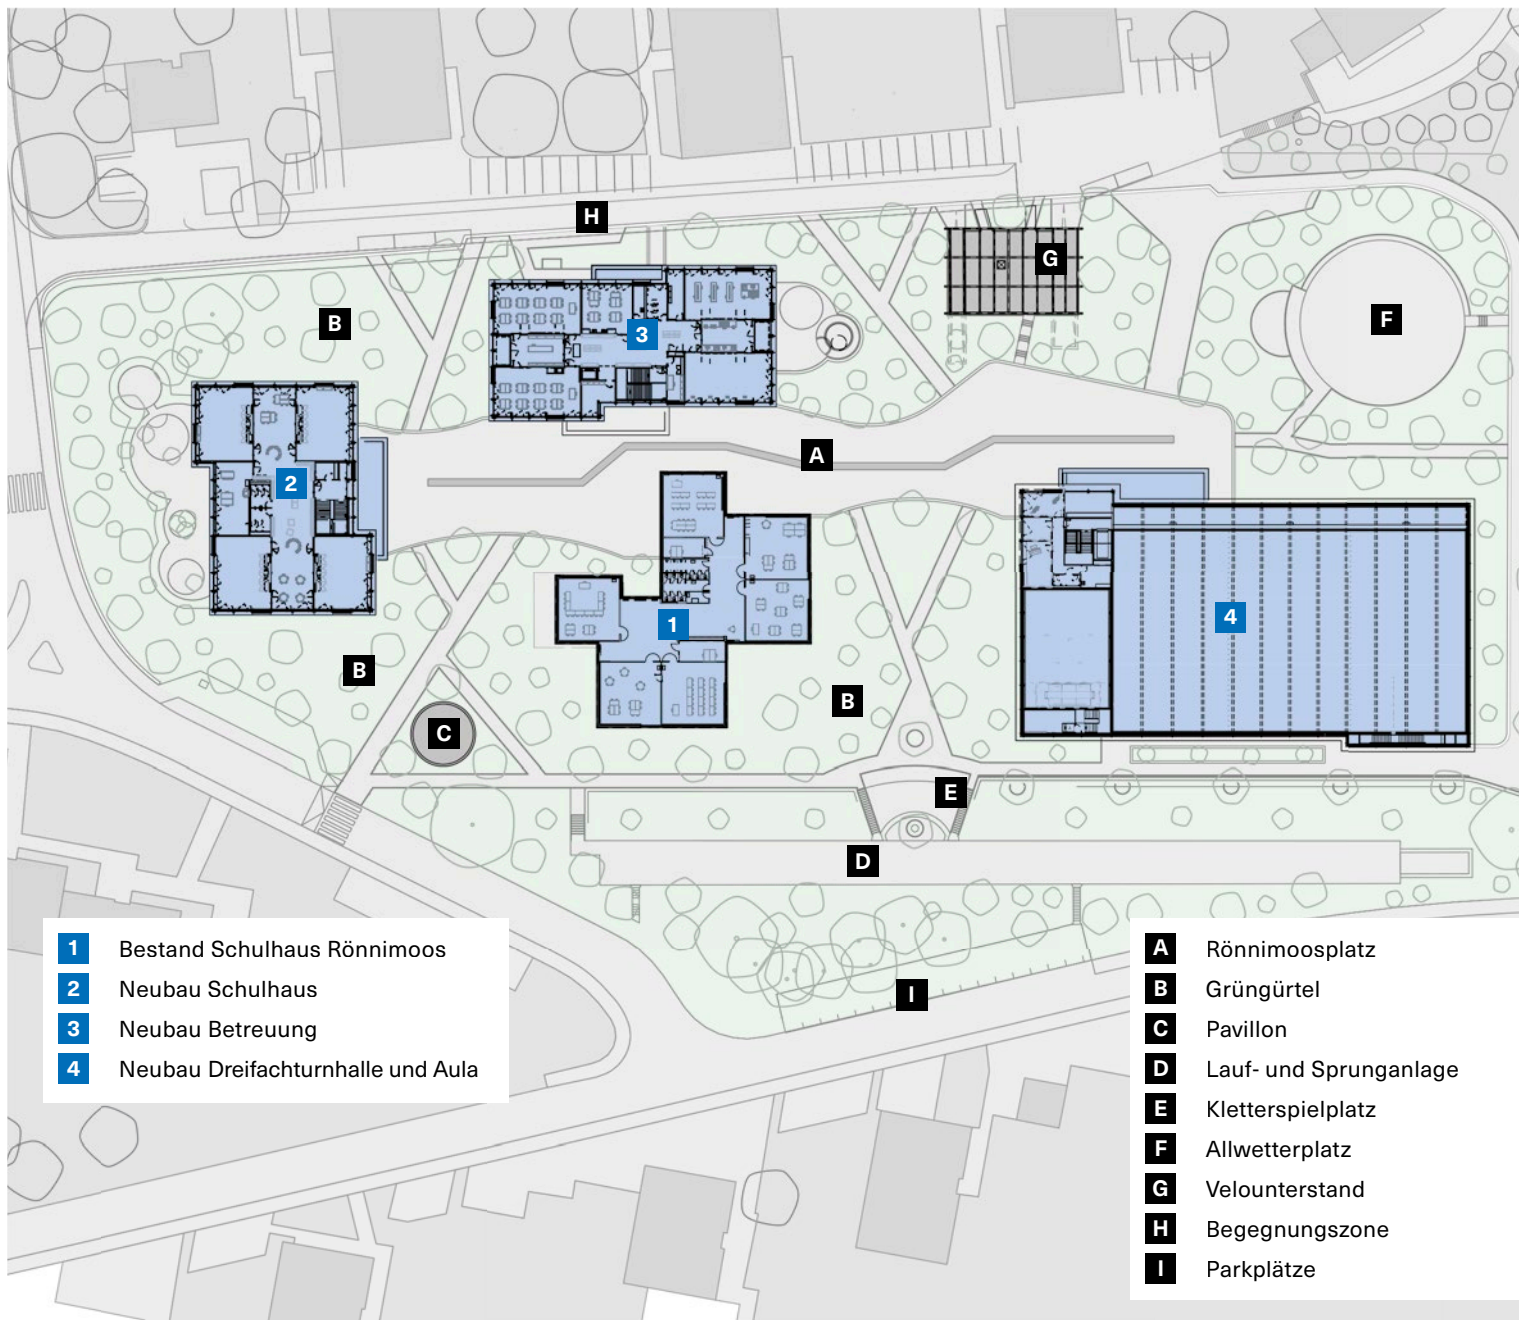 H
G
B
F
3
A
2
4
1
B
B
C
E
D
I
1 Bestand Schulhaus Rönnimoos
2 Neubau Schulhaus
3 Neubau Betreuung
4 Neubau Dreifachturnhalle und Aula
A Rönnimoosplatz
B Grüngürtel
C Pavillon
D Lauf- und Sprunganlage
E Kletterspielplatz
F Allwetterplatz
G Velounterstand
H Begegnungszone
I Parkplätze